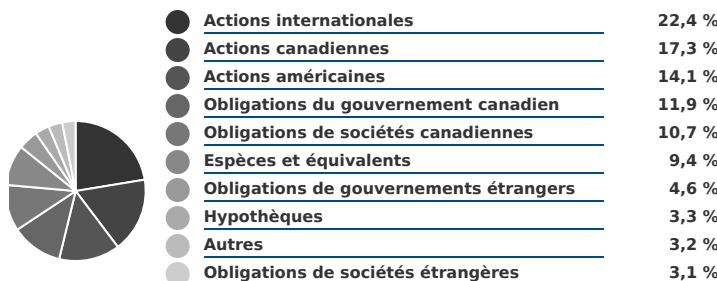 Actions internationales 22,4 %
Actions canadiennes 17,3 %
Actions américaines 14,1 %
Obligations du gouvernement canadien 11,9 %
Obligations de sociétés canadiennes 10,7 %
Espèces et équivalents 9,4 %
Obligations de gouvernements étrangers 4,6 %
Hypothèques 3,3 %
Autres 3,2 %
Obligations de sociétés étrangères 3,1 %